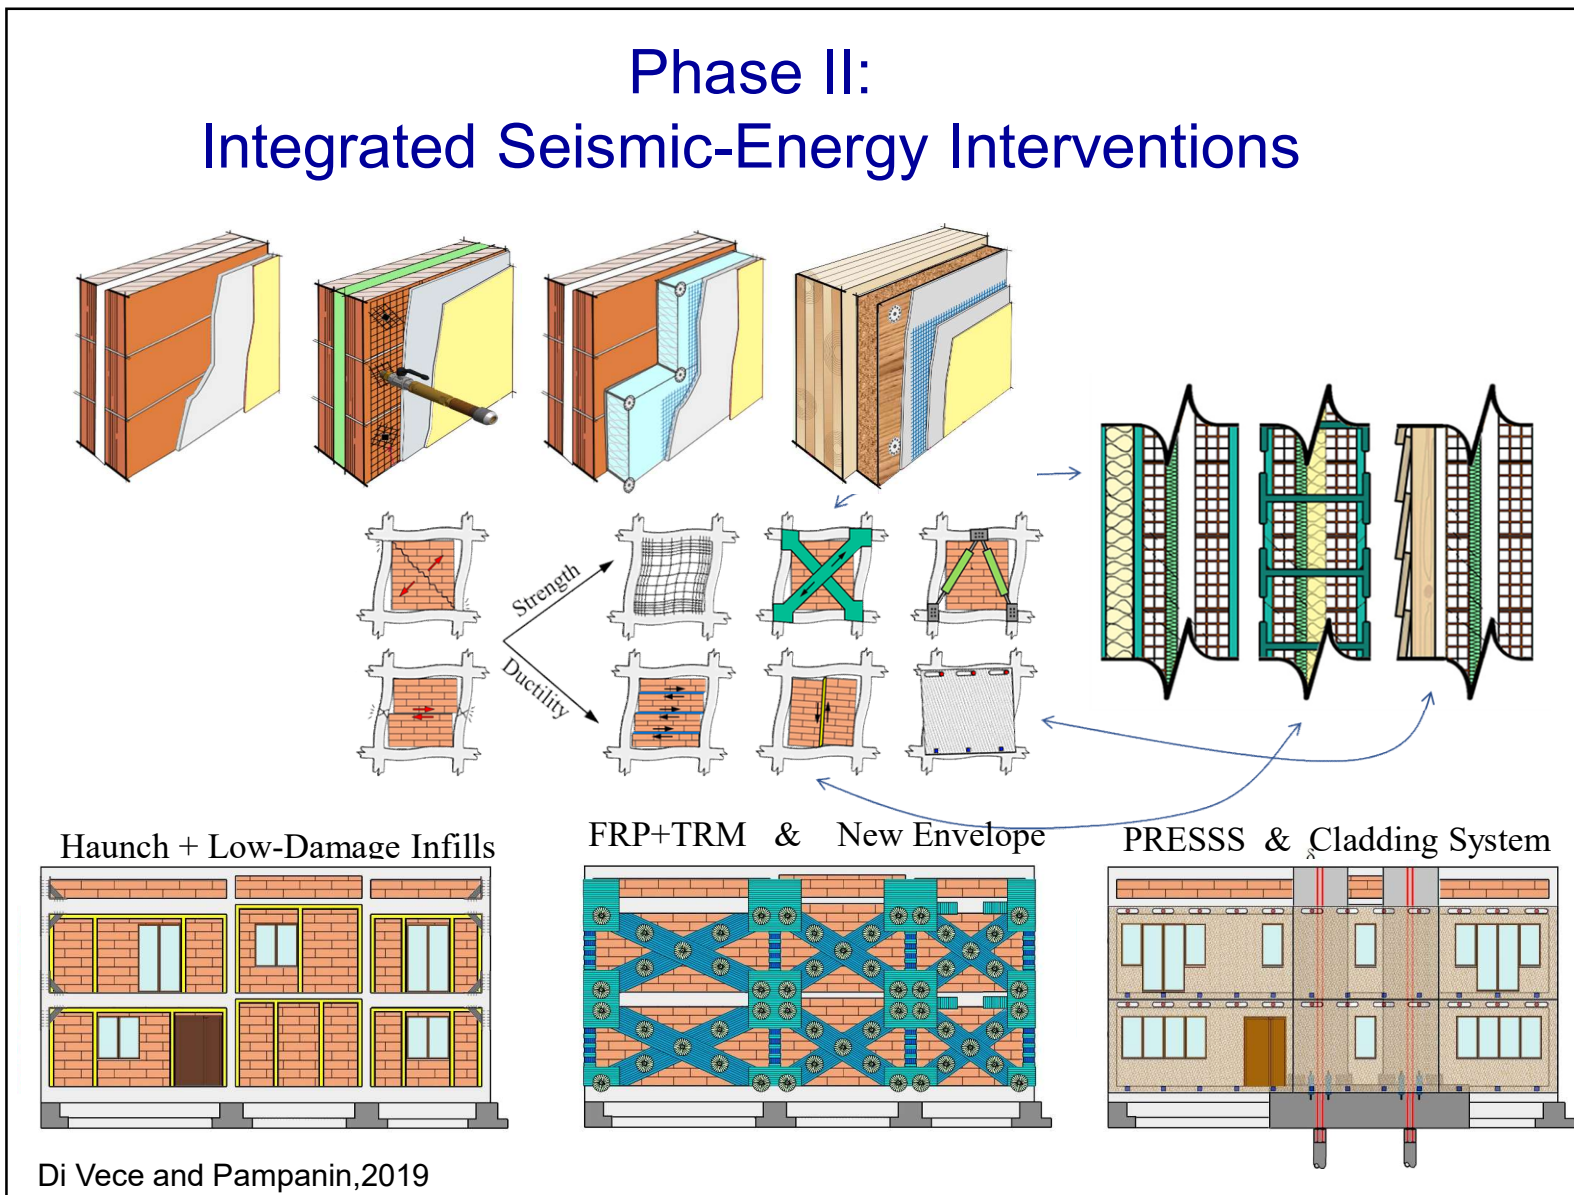 Phase II:
Integrated Seismic-Energy Interventions
Strength
Ductility
Haunch + Low-Damage Infills
FRP+TRM & New Envelope
PRESSS & Cladding System
δ
Di Vece and Pampanin,2019